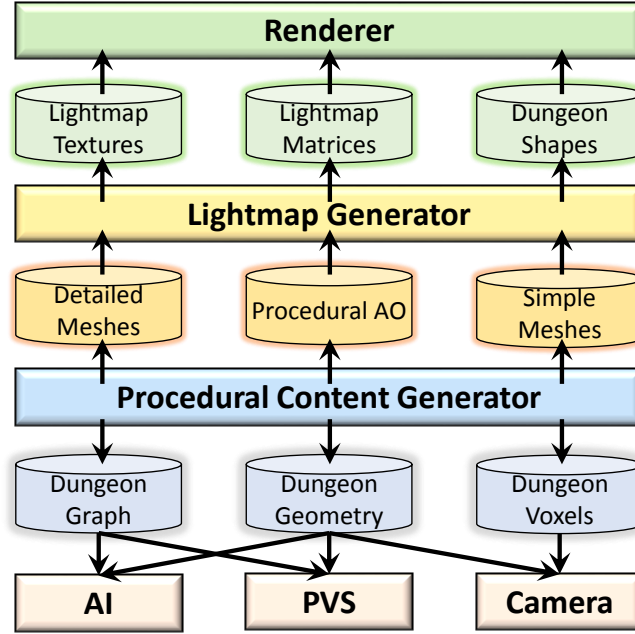 Renderer
Lightmap
Textures
Lightmap
Matrices
Dungeon
Shapes
Lightmap Generator
Detailed
Meshes
Procedural AO
Simple
Meshes
Procedural Content Generator
Dungeon
Graph
Dungeon
Geometry
Dungeon
Voxels
AI
PVS
Camera